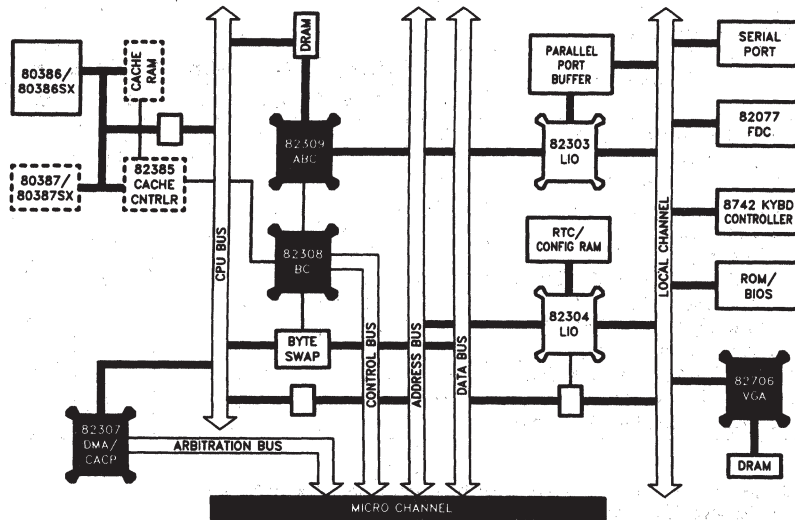 80386/
80386SX
CACHE
RAM
DRAM
PARALLEL
PORT
BUFFER
SERIAL
PORT
82309
ABC
82303
LIO
82077
FDC
80387/
80387SX
82385
CACHE
CNTRLR
8742 KYBD
CONTROLLER
CPU BUS
82308
BC
RTC/
CONFIG RAM
LOCAL CHANNEL
ROM/
BIOS
82304
LIO
BYTE
SWAP
CONTROL BUS
ADDRESS BUS
DATA BUS
82706
VGA
82307
DMA/
CACP
ARBITRATION BUS
DRAM
MICRO CHANNEL